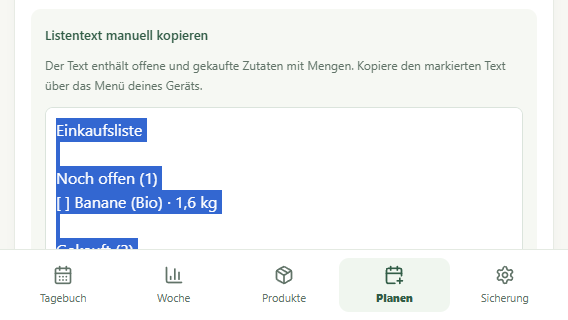 Listentext manuell kopieren
Der Text enthält offene und gekaufte Zutaten mit Mengen. Kopiere den markierten Text
über das Menü deines Geräts.
Einkaufsliste
Noch offen (1)
[ ] Banane (Bio) · 1,6 kg
Tagebuch
Woche
Produkte
Planen
Sicherung